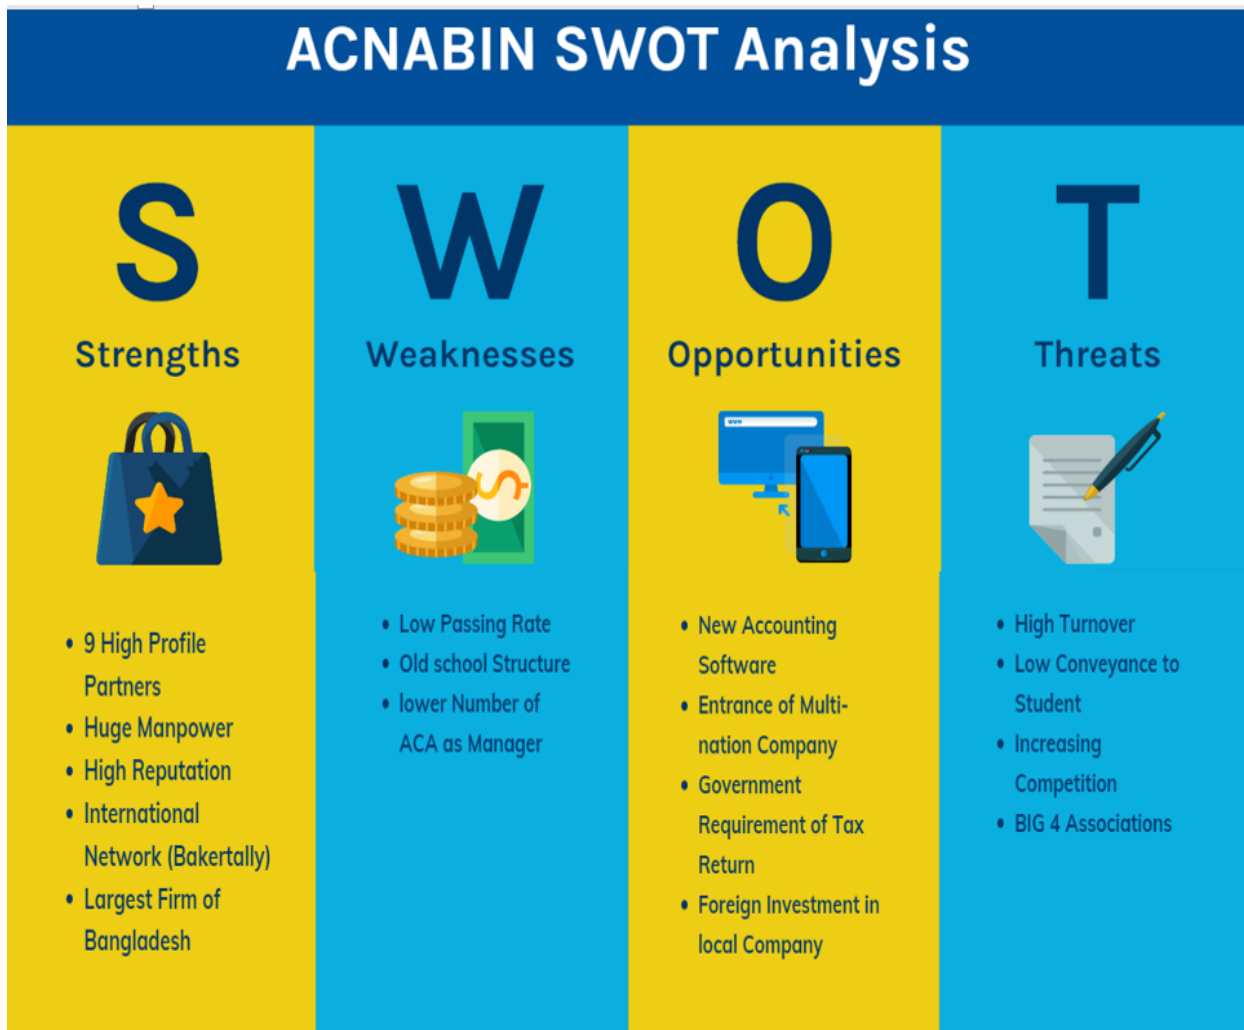 ACNABIN SWOT Analysis
S
Strengths
• 9 High Profile
Partners
• Huge Manpower
• High Reputation
• International
Network (Bakertally)
• Largest Firm of
Bangladesh
W
Weaknesses
• Low Passing Rate
• Old school Structure
• lower Number of
ACA as Manager
O
Opportunities
www
• New Accounting
Software
• Entrance of Multi-
nation Company
• Government
Requirement of Tax
Return
• Foreign Investment in
local Company
T
Threats
• High Turnover
• Low Conveyance to
Student
• Increasing
Competition
• BIG 4 Associations